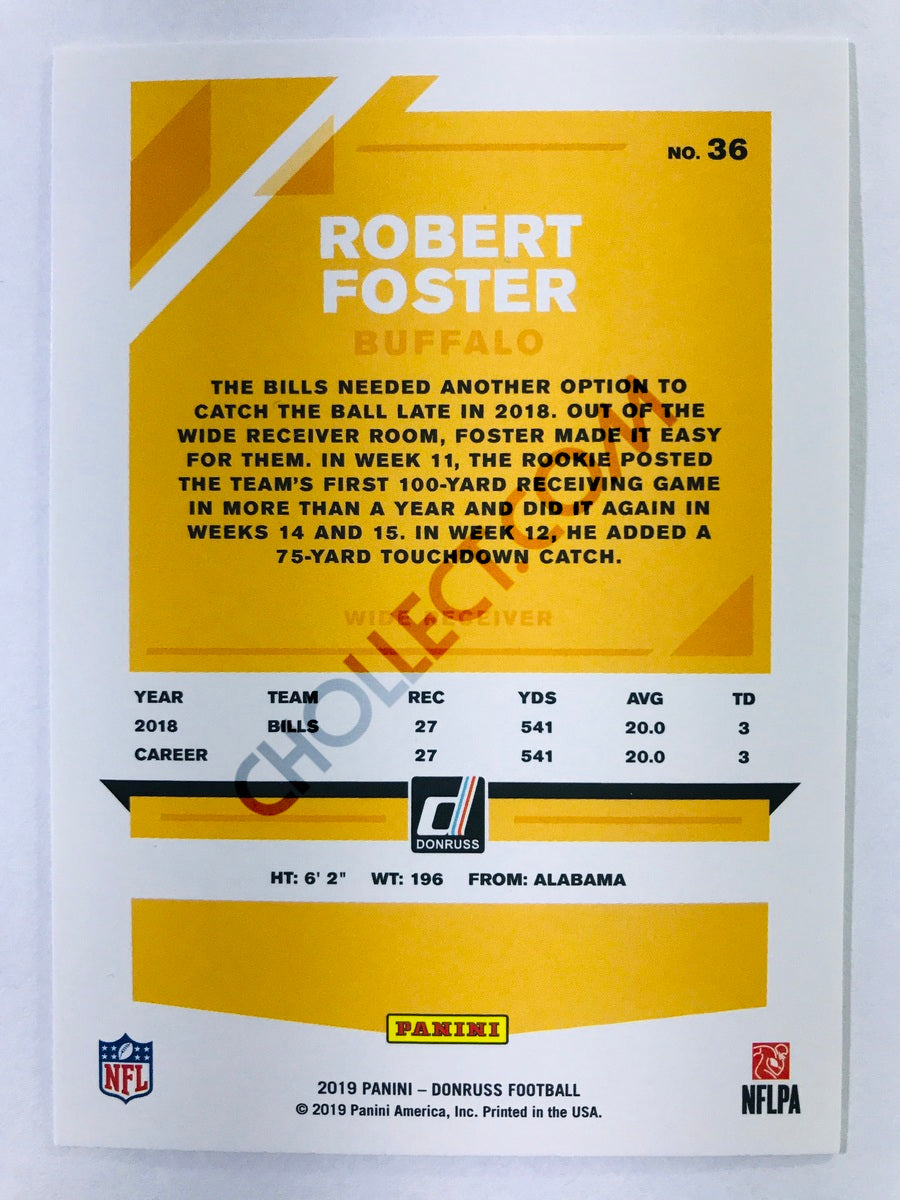 NO. 36
ROBERT
FOSTER
BUFFALO
THE BILLS NEEDED ANOTHER OPTION TO
CATCH THE BALL LATE IN 2018. OUT OF THE
WIDE RECEIVER ROOM, FOSTER MADE IT EASY
FOR THEM. IN WEEK 11, THE ROOKIE POSTED
THE TEAM'S FIRST 100-YARD RECEIVING GAME
IN MORE THAN A YEAR AND DID IT AGAIN IN
WEEKS 14 AND 15. IN WEEK 12, HE ADDED A
75-YARD TOUCHDOWN CATCH.
WIDE RECEIVER
CHOLLECT.COM
YEAR TEAM REC YDS AVG TD
2018 BILLS 27 541 20.0 3
CAREER 27 541 20.0 3
d
DONRUSS
HT: 6' 2" WT: 196 FROM: ALABAMA
PANINI
NFL
NFLPA
2019 PANINI – DONRUSS FOOTBALL
© 2019 Panini America, Inc. Printed in the USA.